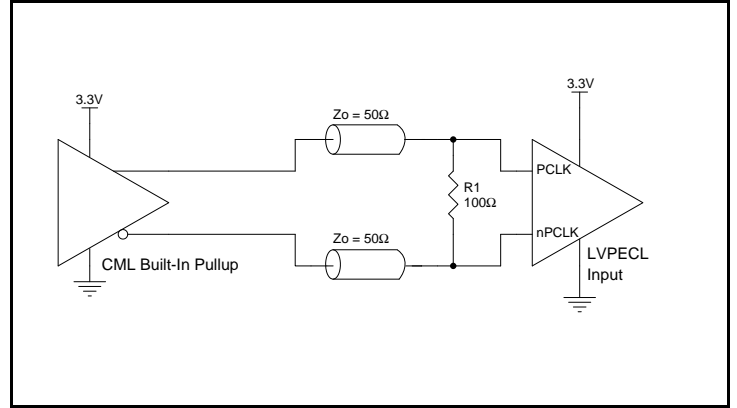 3.3V
3.3V
Zo = 50Ω
PCLK
R1
100Ω
nPCLK
Zo = 50Ω
LVPECL
Input
CML Built-In Pullup